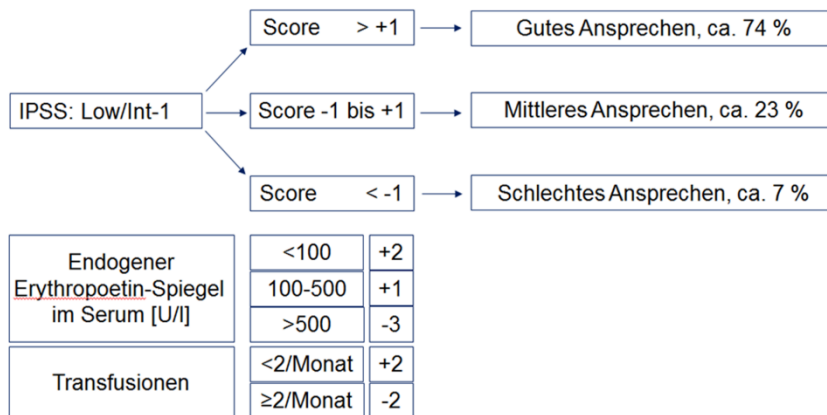 Score > +1
Gutes Ansprechen, ca. 74 %
IPSS: Low/Int-1
Score -1 bis +1
Mittleres Ansprechen, ca. 23 %
Score < -1
Schlechtes Ansprechen, ca. 7 %
Endogener
Erythropoetin-Spiegel
im Serum [U/l]
<100 +2
100-500 +1
>500 -3
Transfusionen
<2/Monat +2
≥2/Monat -2